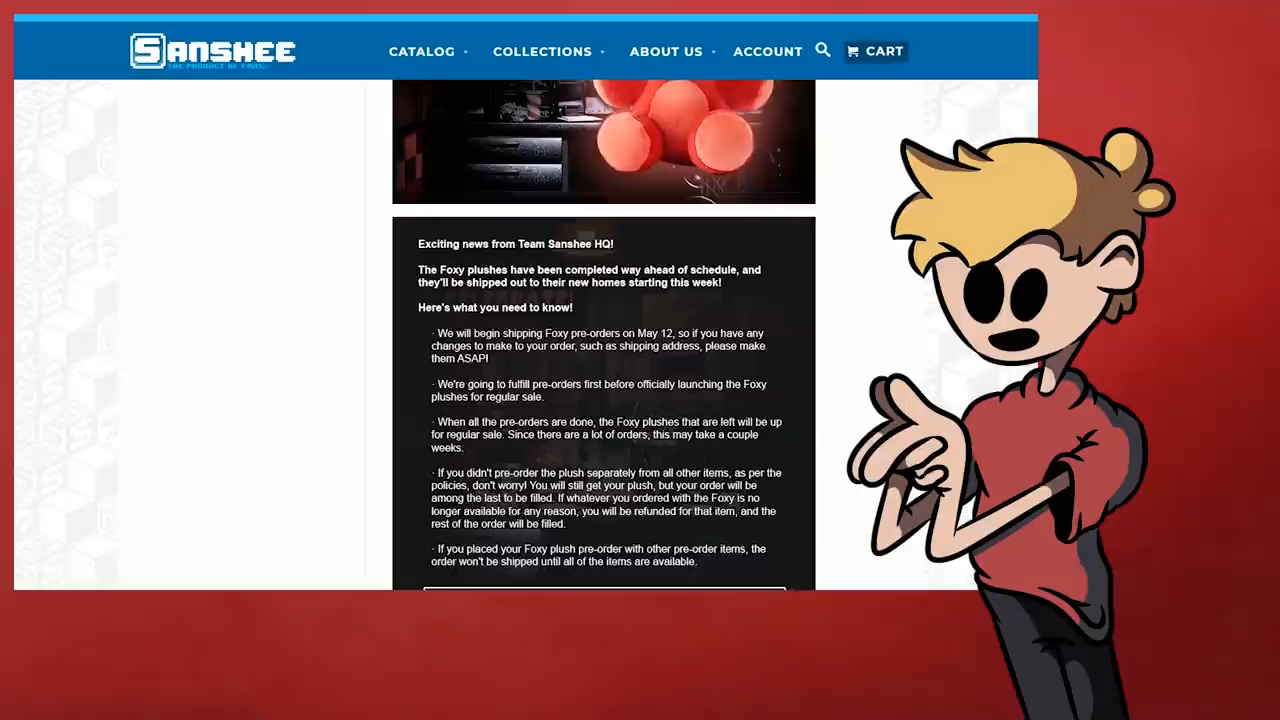 SANSHEE
THE PRODUCT OF FANS
CATALOG
COLLECTIONS
ABOUT US
ACCOUNT
CART
Exciting news from Team Sanshee HQ!
The Foxy plushes have been completed way ahead of schedule, and
they'll be shipped out to their new homes starting this week!
Here's what you need to know!
· We will begin shipping Foxy pre-orders on May 12, so if you have any
changes to make to your order, such as shipping address, please make
them ASAP!
· We're going to fulfill pre-orders first before officially launching the Foxy
plushes for regular sale.
· When all the pre-orders are done, the Foxy plushes that are left will be up
for regular sale. Since there are a lot of orders, this may take a couple
weeks.
· If you didn't pre-order the plush separately from all other items, as per the
policies, don't worry! You will still get your plush, but your order will be
among the last to be filled. If whatever you ordered with the Foxy is no
longer available for any reason, you will be refunded for that item, and the
rest of the order will be filled.
· If you placed your Foxy plush pre-order with other pre-order items, the
order won't be shipped until all of the items are available.